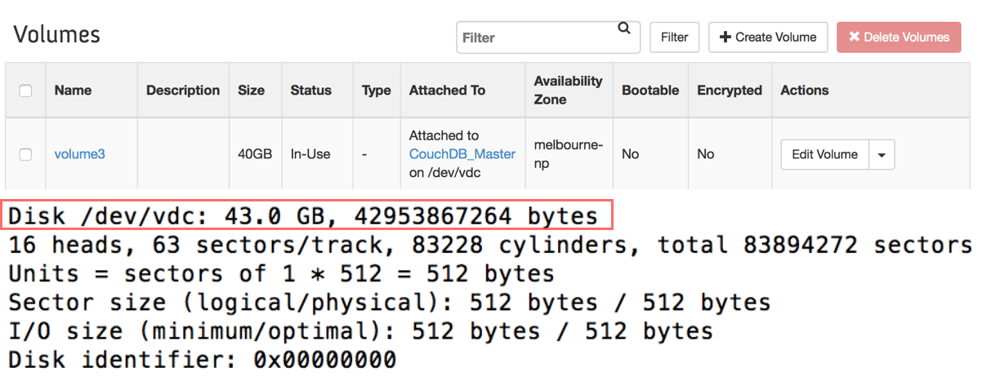 Volumes
Filter
Filter
+ Create Volume
✖ Delete Volumes
Name Description Size Status Type Attached To Availability Zone Bootable Encrypted Actions
volume3 40GB In-Use - Attached to CouchDB_Master on /dev/vdc melbourne-np No No Edit Volume
Disk /dev/vdc: 43.0 GB, 42953867264 bytes
16 heads, 63 sectors/track, 83228 cylinders, total 83894272 sectors
Units = sectors of 1 * 512 = 512 bytes
Sector size (logical/physical): 512 bytes / 512 bytes
I/O size (minimum/optimal): 512 bytes / 512 bytes
Disk identifier: 0x00000000